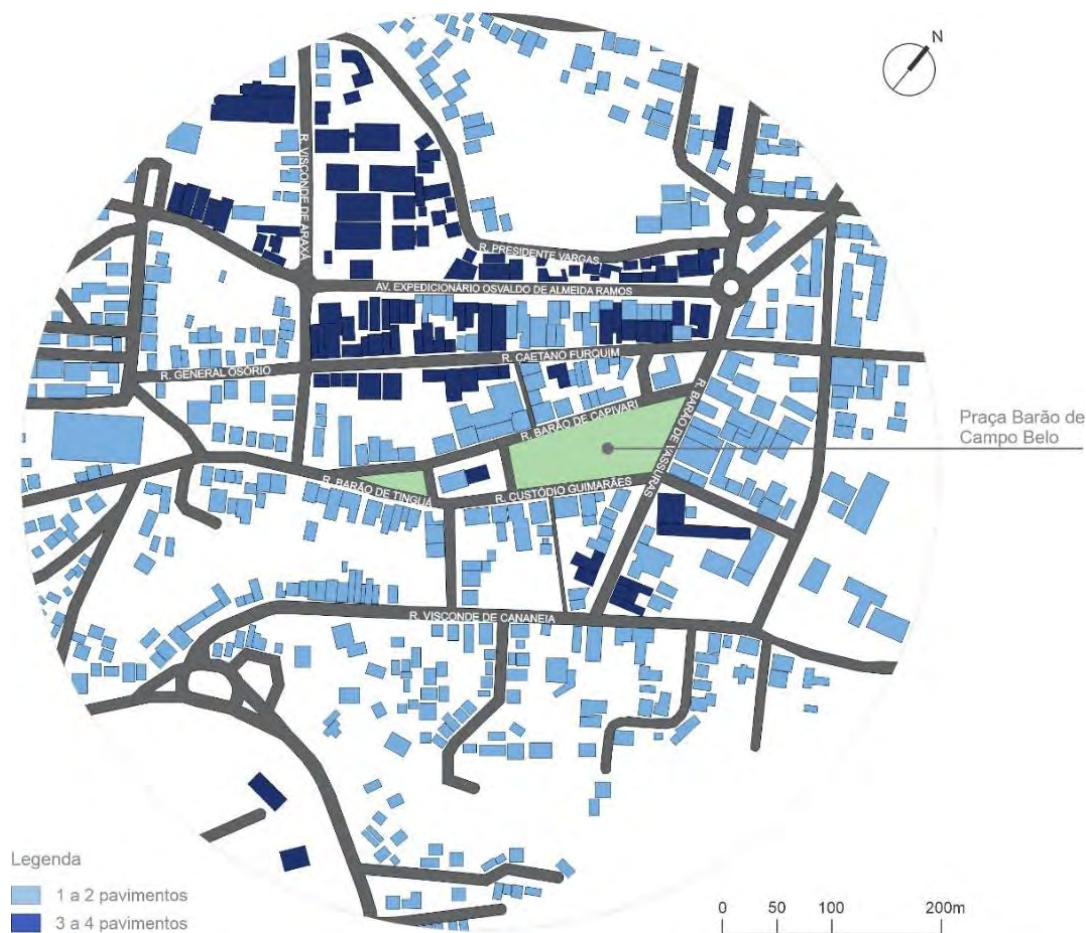 N
R. VISCONDE DE ARAXÁ
R. PRESIDENTE VARGAS
AV. EXPEDICIONÁRIO OSVALDO DE ALMEIDA RAMOS
R. CAETANO FURQUIM
R. GENERAL OSÓRIO
R. BARÃO DE CAPIVARI
R. BARÃO DE VASSURAS
Praça Barão de
Campo Belo
R. BARÃO DE TINGUÁ
R. CUSTÓDIO GUIMARÃES
R. VISCONDE DE CANANEIA
Legenda
1 a 2 pavimentos
3 a 4 pavimentos
0 50 100 200m